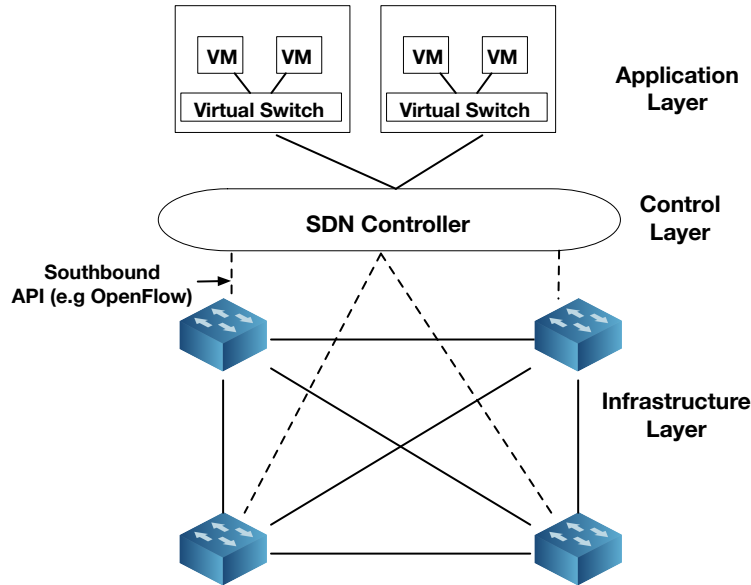 VM VM
Virtual Switch
VM VM
Virtual Switch
Application
Layer
SDN Controller
Control
Layer
Southbound
API (e.g OpenFlow)
Infrastructure
Layer